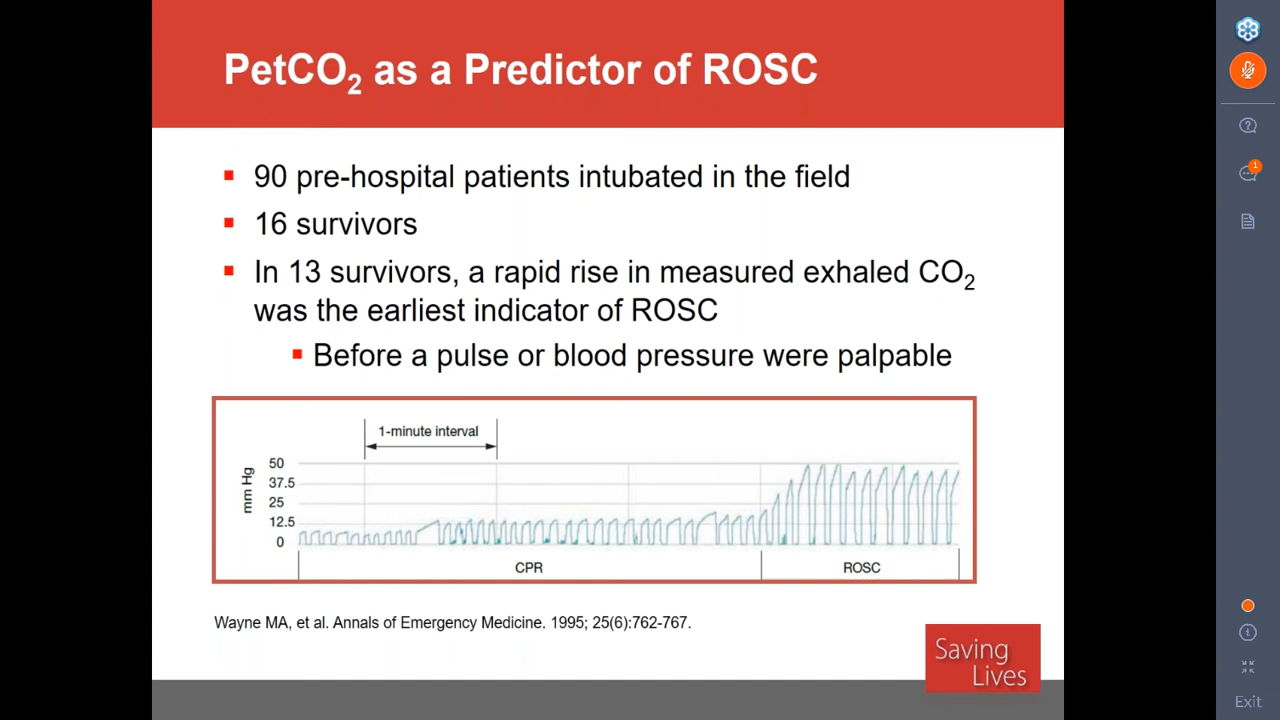 PetCO₂ as a Predictor of ROSC
90 pre-hospital patients intubated in the field
16 survivors
In 13 survivors, a rapid rise in measured exhaled CO₂
was the earliest indicator of ROSC
Before a pulse or blood pressure were palpable
1-minute interval
mm Hg
50
37.5
25
12.5
0
CPR
ROSC
Wayne MA, et al. Annals of Emergency Medicine. 1995; 25(6):762-767.
Saving
Lives
1
Exit